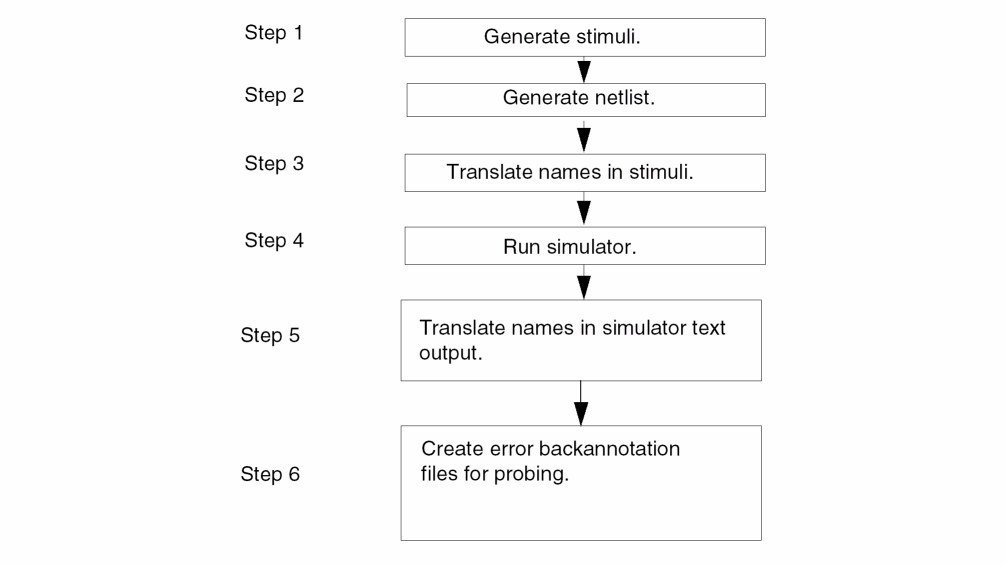 Step 1
Generate stimuli.
Step 2
Generate netlist.
Step 3
Translate names in stimuli.
Step 4
Run simulator.
Step 5
Translate names in simulator text
output.
Step 6
Create error backannotation
files for probing.